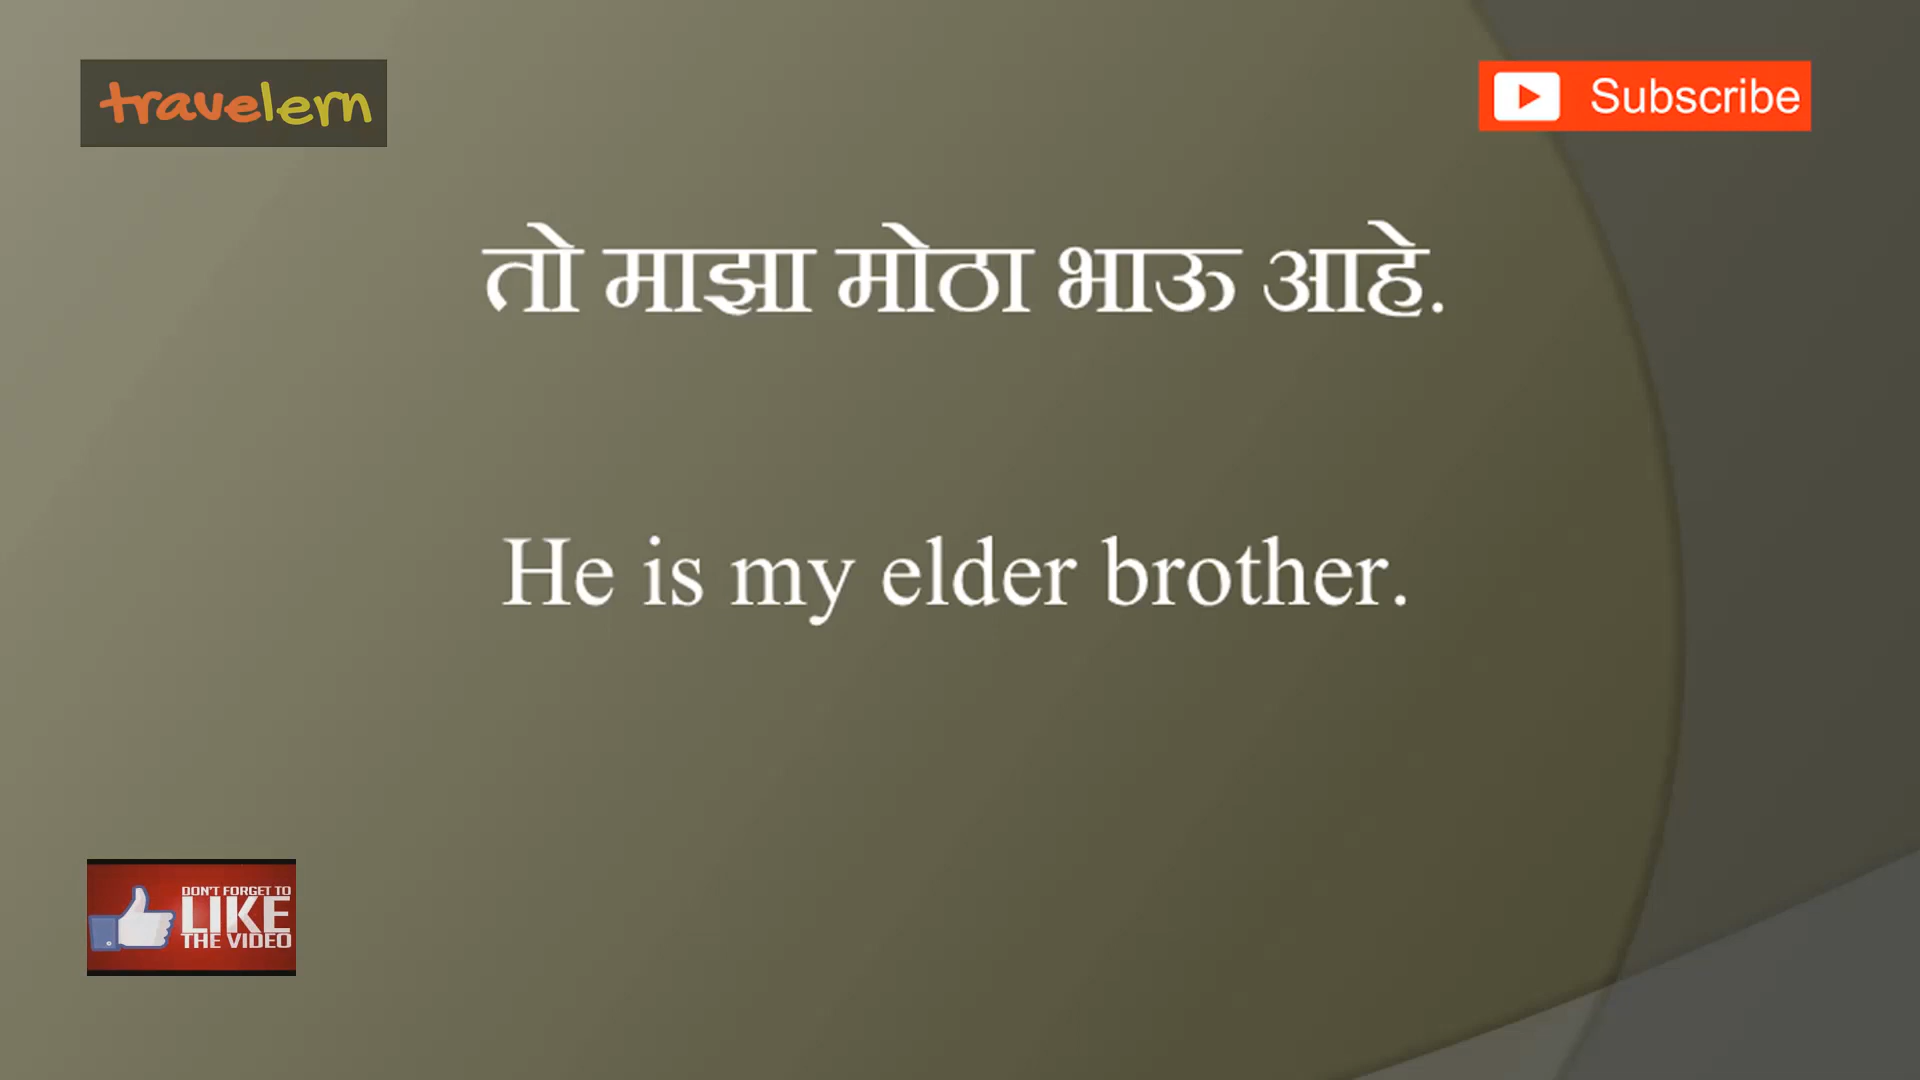 travelern
Subscribe
तो माझा मोठा भाऊ आहे.
He is my elder brother.
DON'T FORGET TO
LIKE
THE VIDEO